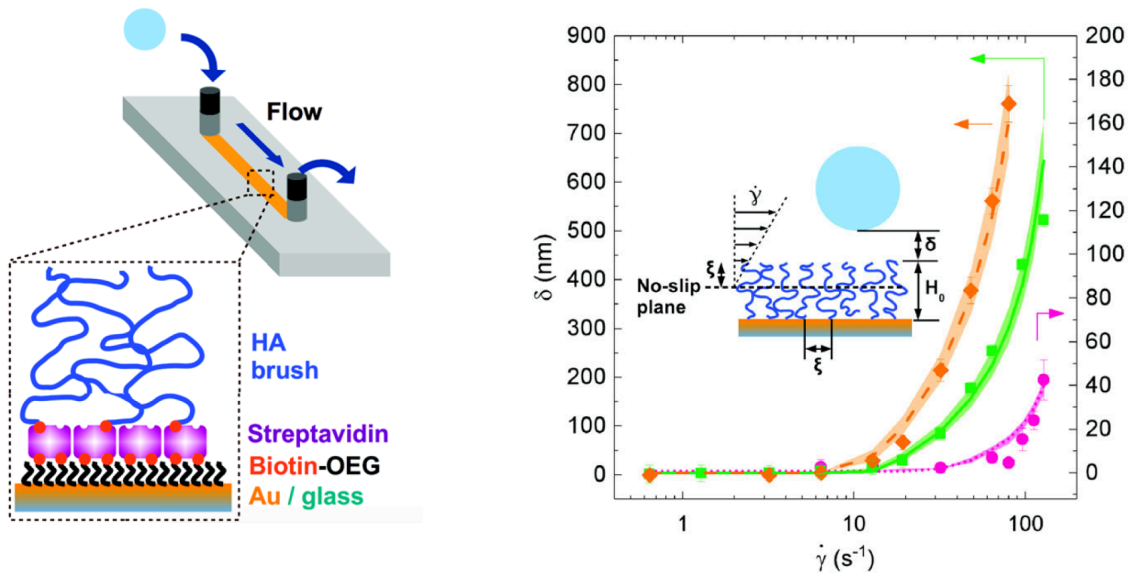 Flow
HA
brush
Streptavidin
Biotin-OEG
Au / glass
900
800
700
600
500
400
300
200
100
0
δ (nm)
200
180
160
140
120
100
80
60
40
20
0
1
10
100
γ̇ (s⁻¹)
γ̇
δ
ξ
H₀
No-slip
plane
ξ